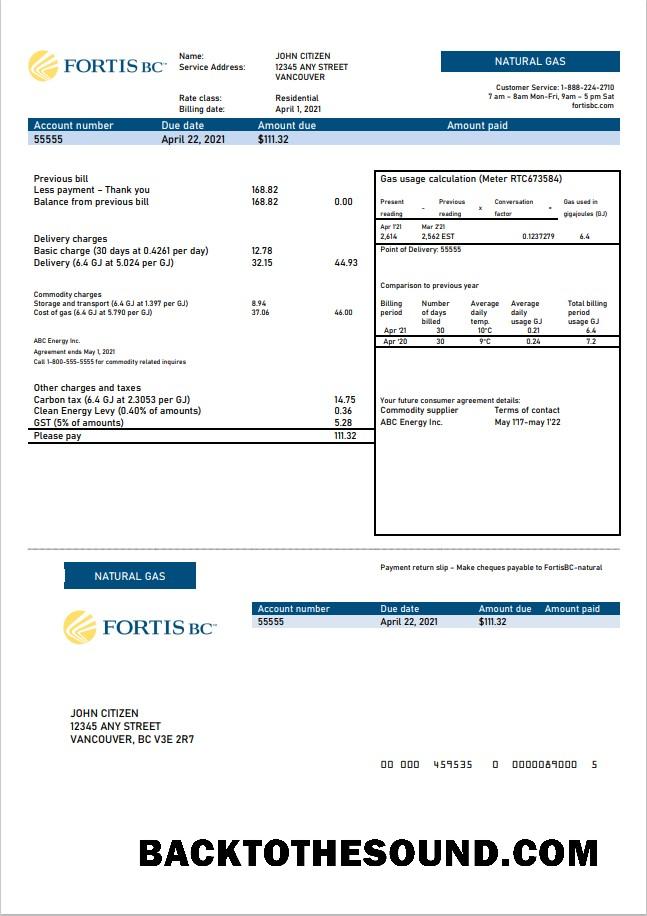 FORTIS BC™
Name: JOHN CITIZEN
Service Address: 12345 ANY STREET
VANCOUVER
Rate class: Residential
Billing date: April 1, 2021
NATURAL GAS
Customer Service: 1-888-224-2710
7 am – 8am Mon-Fri, 9am – 5 pm Sat
fortisbc.com
Account number Due date Amount due Amount paid
55555 April 22, 2021 $111.32
Previous bill
Less payment – Thank you 168.82
Balance from previous bill 168.82 0.00
Delivery charges
Basic charge (30 days at 0.4261 per day) 12.78
Delivery (6.4 GJ at 5.024 per GJ) 32.15 44.93
Commodity charges
Storage and transport (6.4 GJ at 1.397 per GJ) 8.94
Cost of gas (6.4 GJ at 5.790 per GJ) 37.06 46.00
ABC Energy Inc.
Agreement ends May 1, 2021
Call 1-800-555-5555 for commodity related inquires
Other charges and taxes
Carbon tax (6.4 GJ at 2.3053 per GJ) 14.75
Clean Energy Levy (0.40% of amounts) 0.36
GST (5% of amounts) 5.28
Please pay 111.32
Gas usage calculation (Meter RTC673584)
Present – Previous x Conversation = Gas used in
reading reading factor gigajoules (GJ)
Apr 1'21 Mar 2'21
2,614 2,562 EST 0.1237279 6.4
Point of Delivery: 55555
Comparison to previous year
Billing Number Average Average Total billing
period of days daily daily period
billed temp. usage GJ usage GJ
Apr '21 30 10°C 0.21 6.4
Apr '20 30 9°C 0.24 7.2
Your future consumer agreement details:
Commodity supplier Terms of contact
ABC Energy Inc. May 1'17-may 1'22
NATURAL GAS
Payment return slip – Make cheques payable to FortisBC-natural
FORTIS BC™
Account number Due date Amount due Amount paid
55555 April 22, 2021 $111.32
JOHN CITIZEN
12345 ANY STREET
VANCOUVER, BC V3E 2R7
00 000 459535 0 0000089000 5
BACKTOTHESOUND.COM